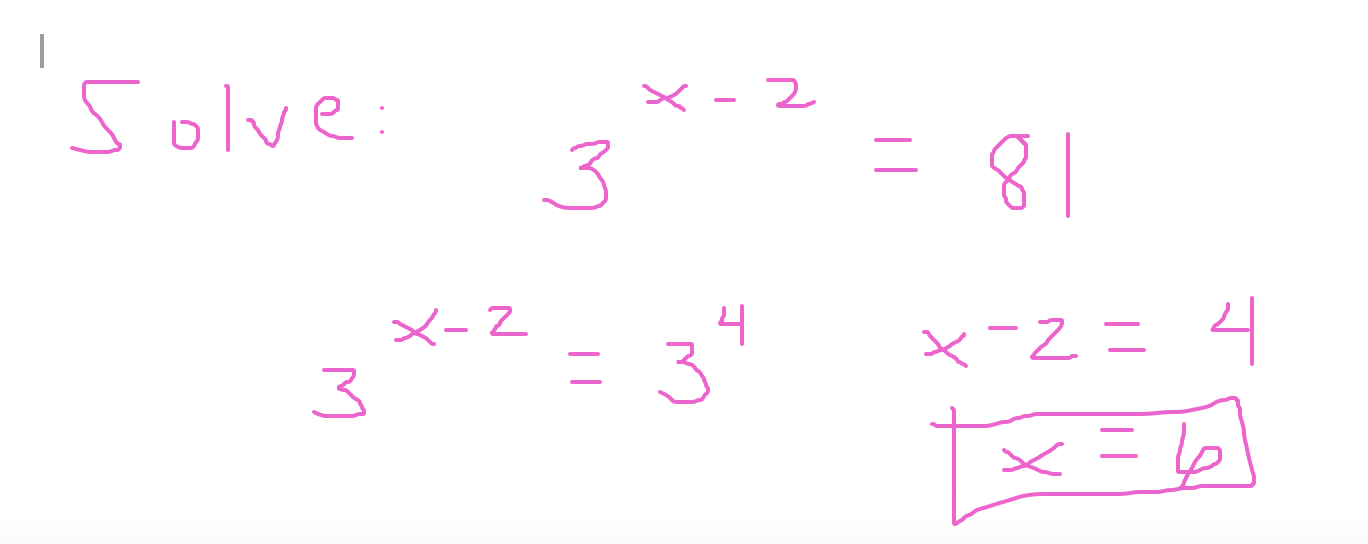 Solve: 3^{x-2} = 81
3^{x-2} = 3^4
x-2 = 4
x = 6